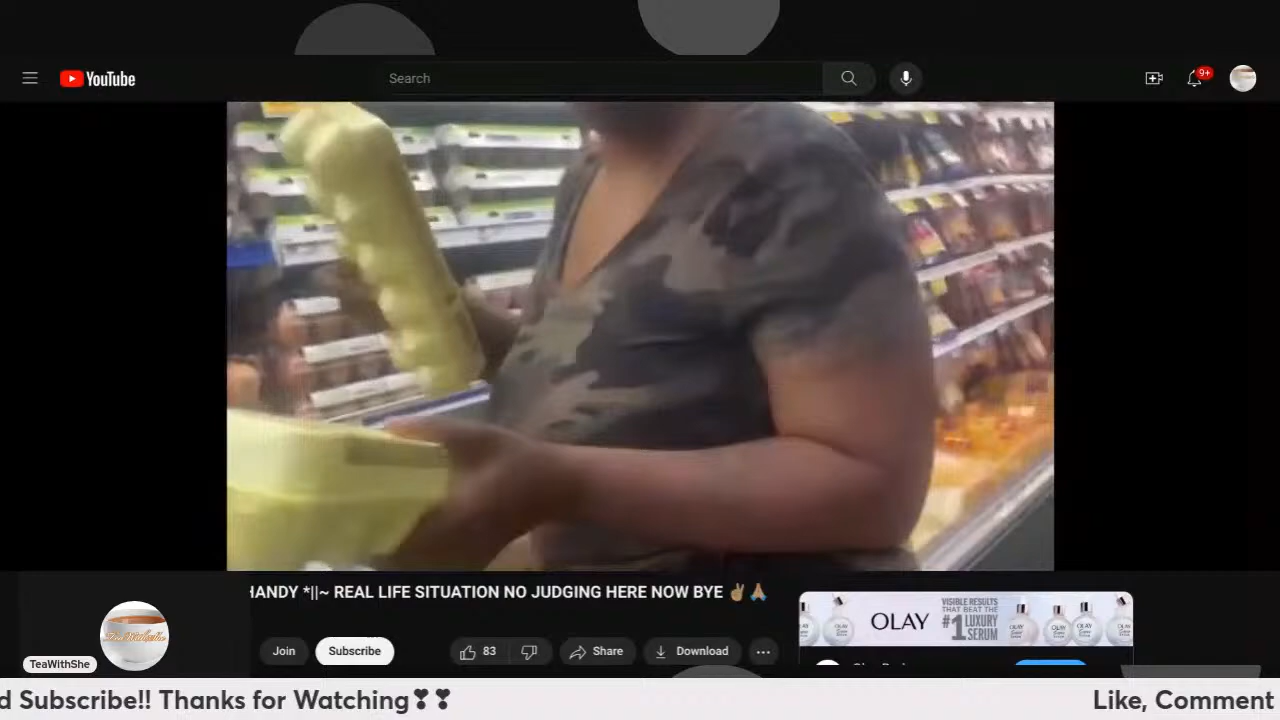 YouTube
Search
9+
HANDY *||~ REAL LIFE SITUATION NO JUDGING HERE NOW BYE ✌🏽🙏🏽
OLAY
VISIBLE RESULTS
THAT BEAT THE
#1 LUXURY
SERUM
Join
Subscribe
83
Share
Download
TeaWithShe
d Subscribe!! Thanks for Watching❣❣
Like, Comment